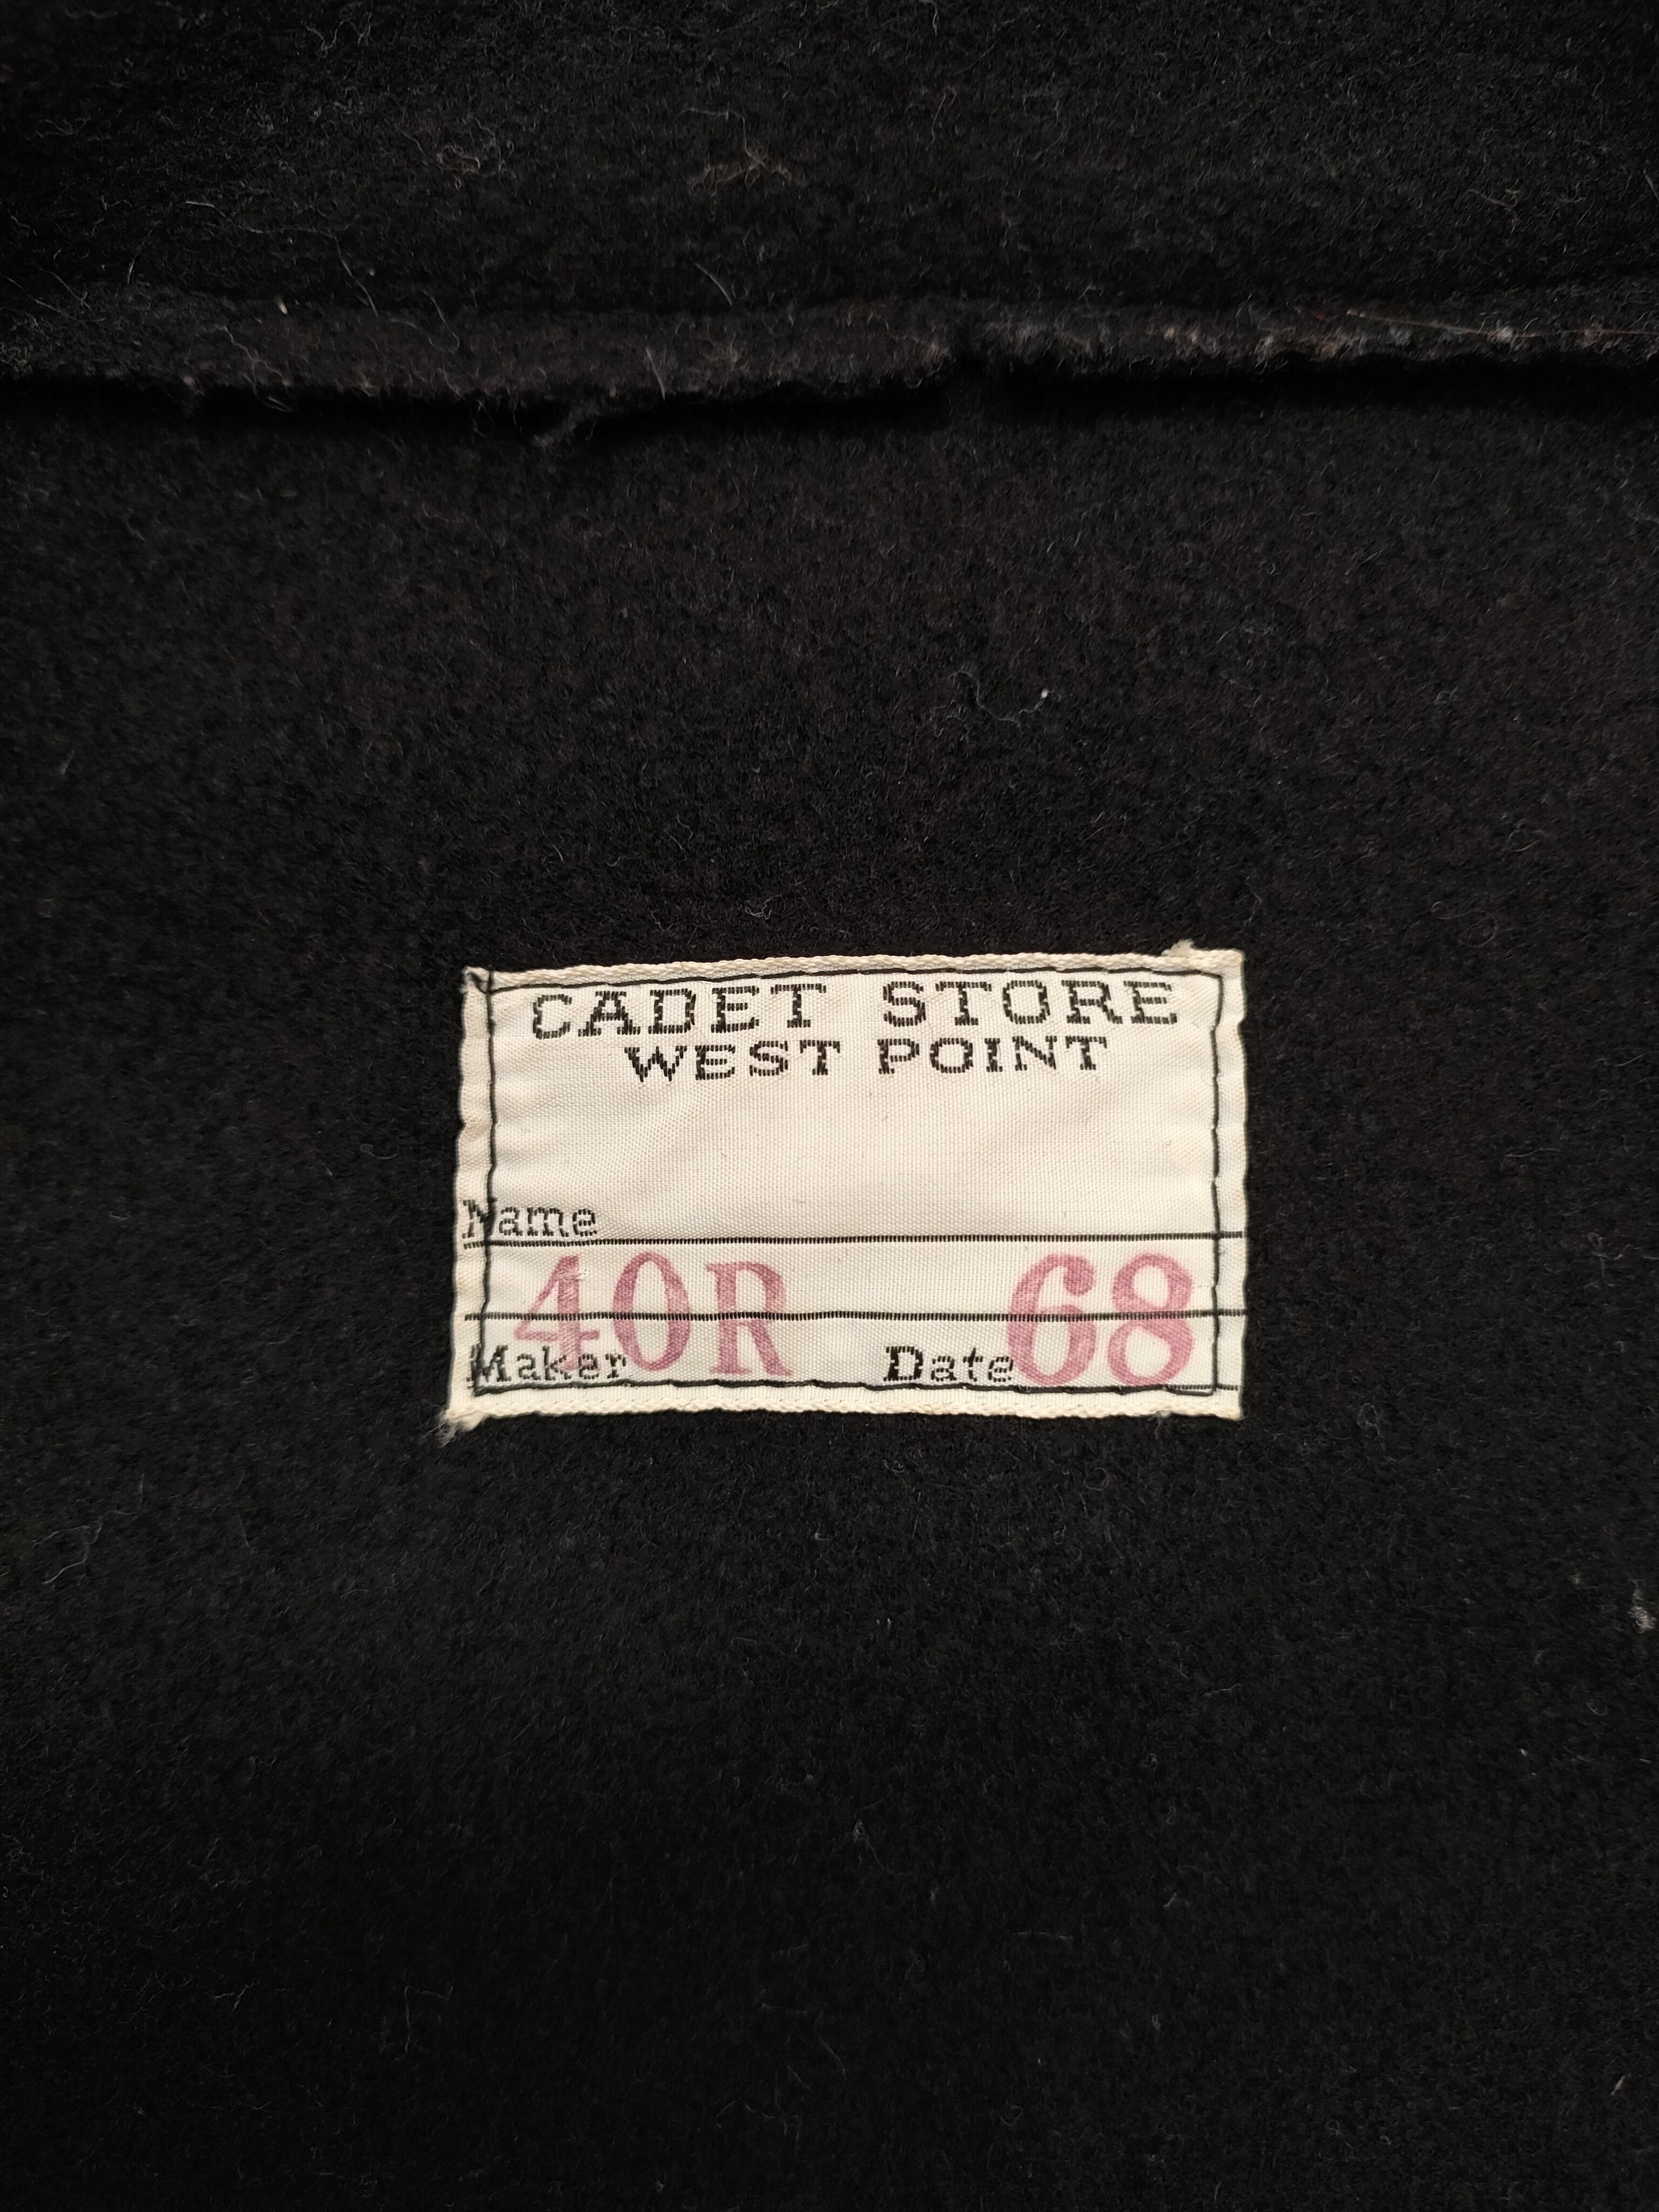 CADET STORE
WEST POINT
Name
40R 68
Maker Date